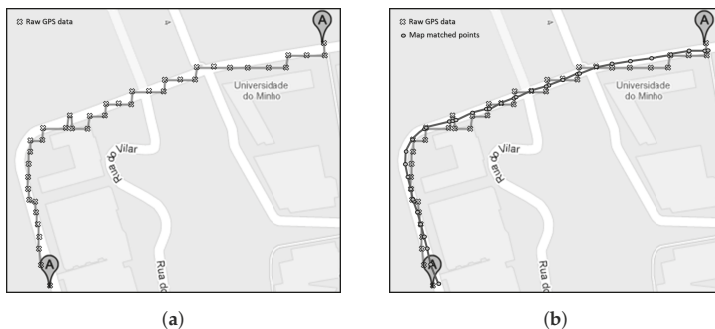 Raw GPS data
A
Universidade
do Minho
Vilar
Rua do
A
Rua do
(a)
Raw GPS data
Map matched points
A
Universidade
do Minho
Vilar
Rua do
A
Rua do
(b)